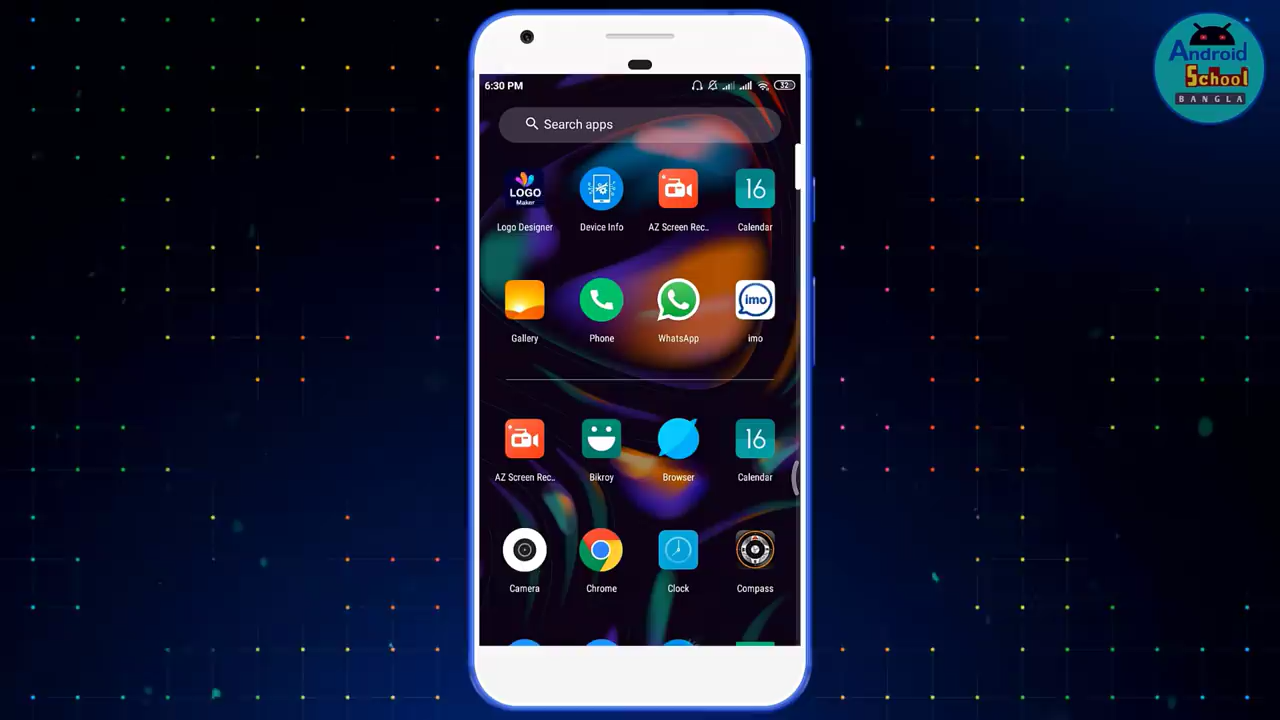 Android
School
BANGLA
6:30 PM
32
Search apps
LOGO
Maker
16
Logo Designer
Device Info
AZ Screen Rec..
Calendar
imo
Gallery
Phone
WhatsApp
imo
16
AZ Screen Rec..
Bikroy
Browser
Calendar
Camera
Chrome
Clock
Compass